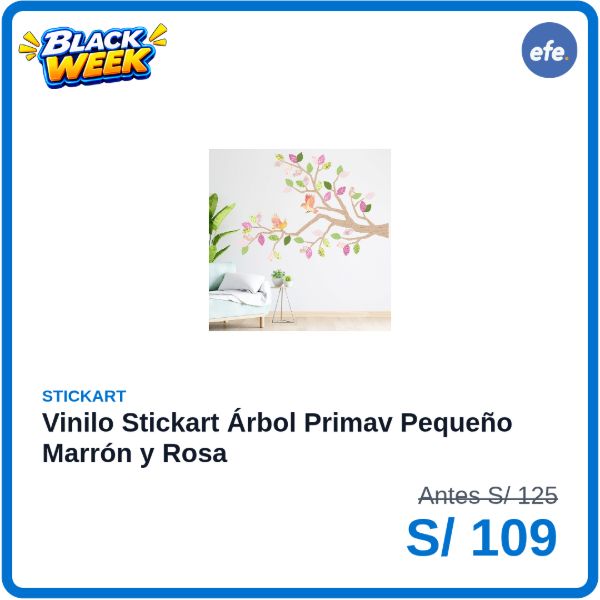 BLACK
WEEK
efe.
STICKART
Vinilo Stickart Árbol Primav Pequeño
Marrón y Rosa
Antes S/ 125
S/ 109